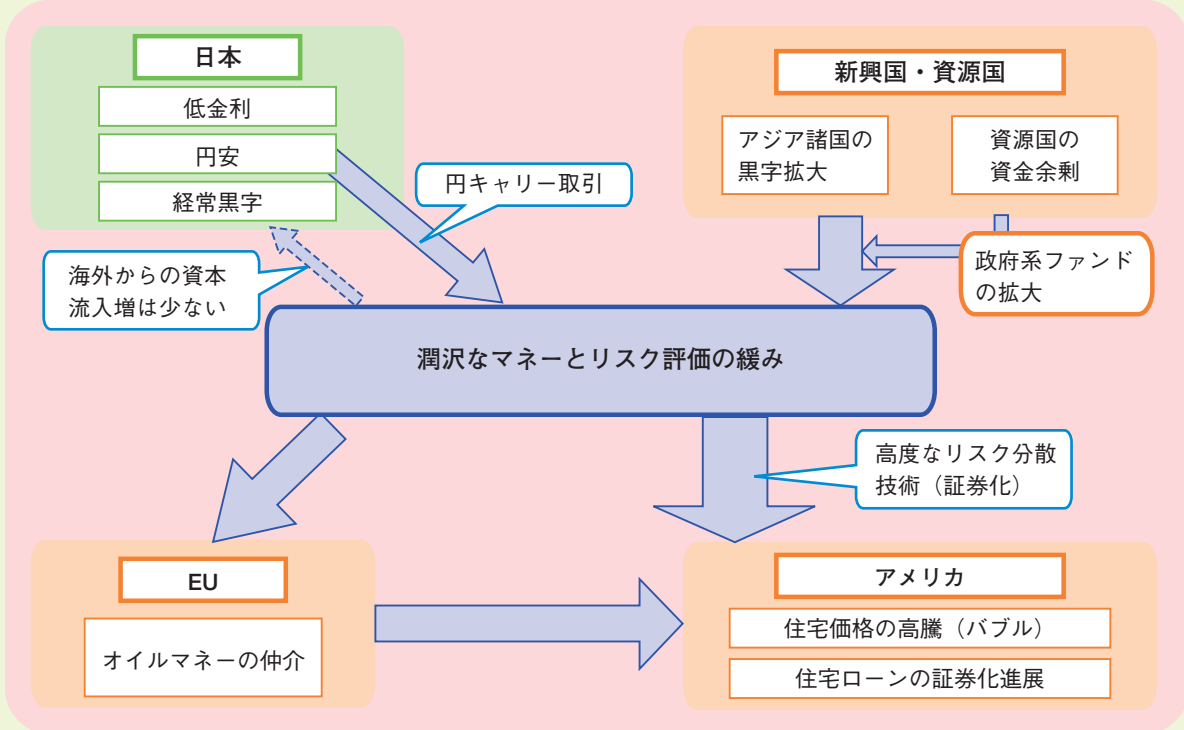 日本
低金利
円安
経常黒字
円キャリー取引
海外からの資本
流入増は少ない
新興国・資源国
アジア諸国の
黒字拡大
資源国の
資金余剰
政府系ファンド
の拡大
潤沢なマネーとリスク評価の緩み
高度なリスク分散
技術（証券化）
EU
オイルマネーの仲介
アメリカ
住宅価格の高騰（バブル）
住宅ローンの証券化進展